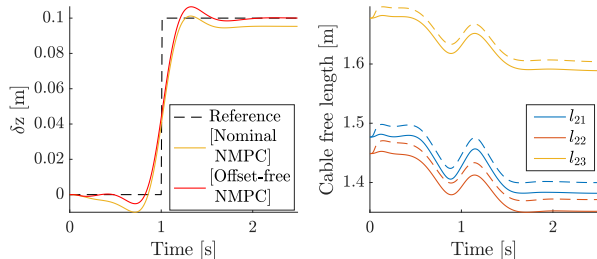 0.1
0.08
0.06
0.04
0.02
0
δz [m]
Reference
[Nominal
NMPC]
[Offset-free
NMPC]
0
1
2
Time [s]
1.6
1.5
1.4
Cable free length [m]
l21
l22
l23
0
1
2
Time [s]